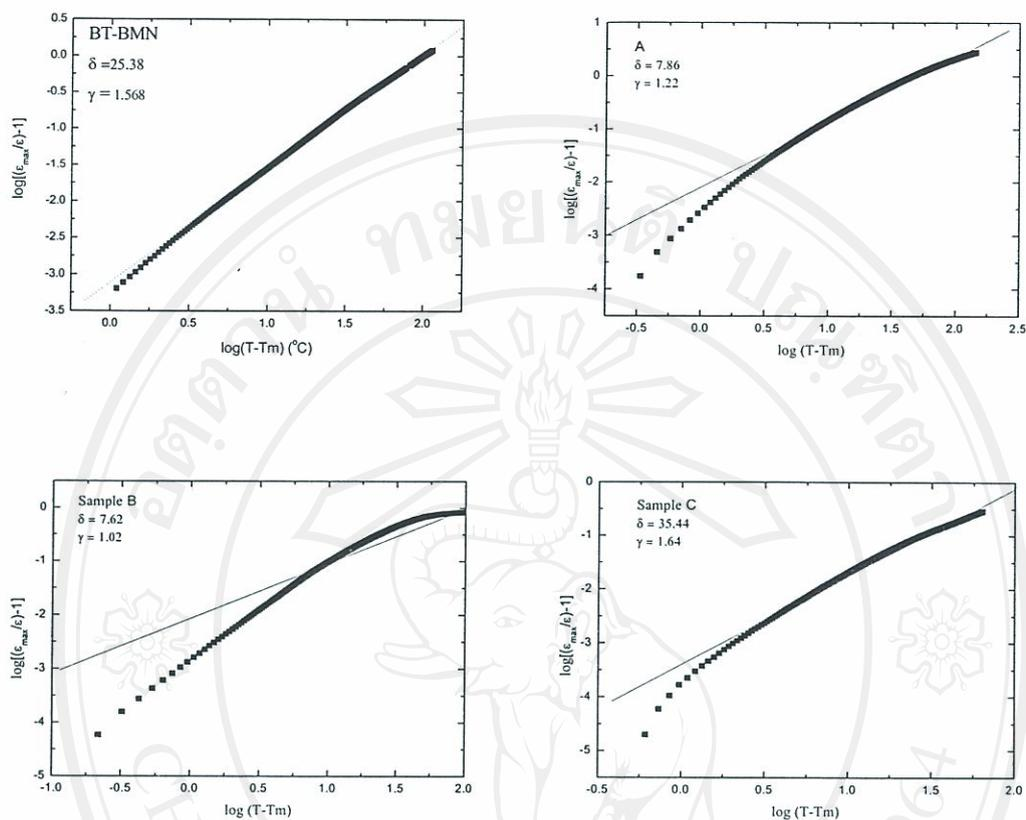 BT-BMN
δ =25.38
γ = 1.568
log[(ε_max/ε)-1]
0.0
-0.5
-1.0
-1.5
-2.0
-2.5
-3.0
-3.5
0.0 0.5 1.0 1.5 2.0
log(T-Tm) (°C)
A
δ = 7.86
γ = 1.22
log[(ε_max/ε)-1]
1
0
-1
-2
-3
-4
-0.5 0.0 0.5 1.0 1.5 2.0 2.5
log (T-Tm)
Sample B
δ = 7.62
γ = 1.02
log[(ε_max/ε)-1]
0
-1
-2
-3
-4
-5
-1.0 -0.5 0.0 0.5 1.0 1.5 2.0
log (T-Tm)
Sample C
δ = 35.44
γ = 1.64
log[(ε_max/ε)-1]
0
-1
-2
-3
-4
-5
-0.5 0.0 0.5 1.0 1.5 2.0
log (T-Tm)